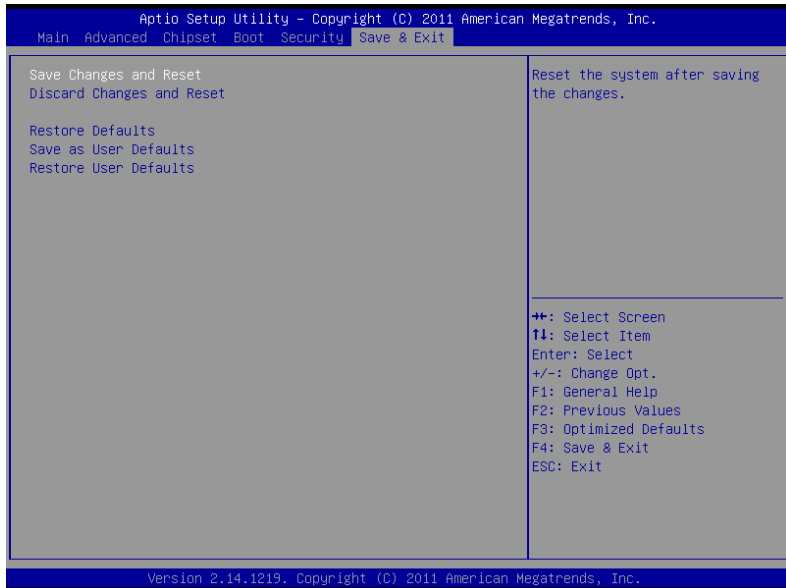 Aptio Setup Utility – Copyright (C) 2011 American Megatrends, Inc.
Main Advanced Chipset Boot Security Save & Exit
Save Changes and Reset
Discard Changes and Reset
Restore Defaults
Save as User Defaults
Restore User Defaults
Reset the system after saving
the changes.
→←: Select Screen
↑↓: Select Item
Enter: Select
+/-: Change Opt.
F1: General Help
F2: Previous Values
F3: Optimized Defaults
F4: Save & Exit
ESC: Exit
Version 2.14.1219. Copyright (C) 2011 American Megatrends, Inc.